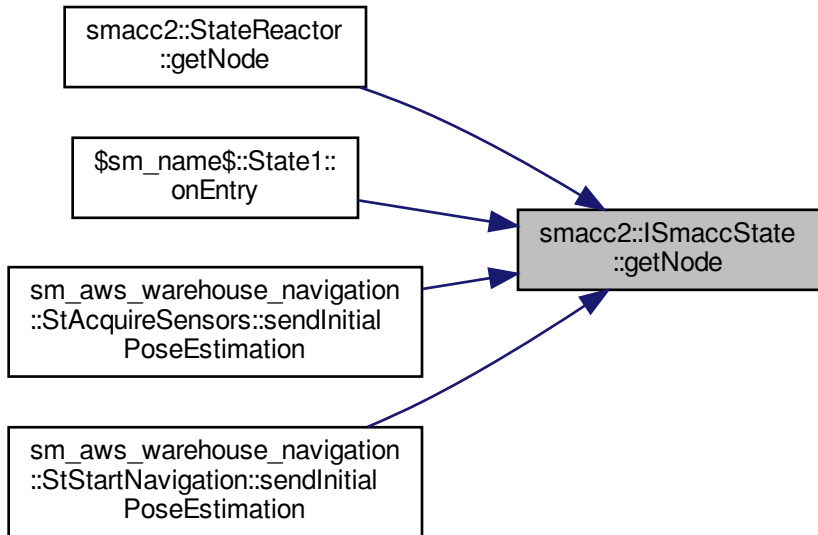 smacc2::StateReactor
::getNode
$sm_name$::State1::
onEntry
smacc2::ISmaccState
::getNode
sm_aws_warehouse_navigation
::StAcquireSensors::sendInitial
PoseEstimation
sm_aws_warehouse_navigation
::StStartNavigation::sendInitial
PoseEstimation